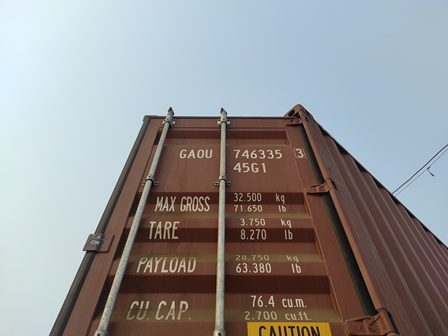 GAOU 746335 3
45G1
MAX GROSS 32.500 kg
71.650 lb
TARE 3.750 kg
8.270 lb
PAYLOAD 28.750 kg
63.380 lb
CU. CAP. 76.4 cu.m.
2.700 cu.ft.
CAUTION